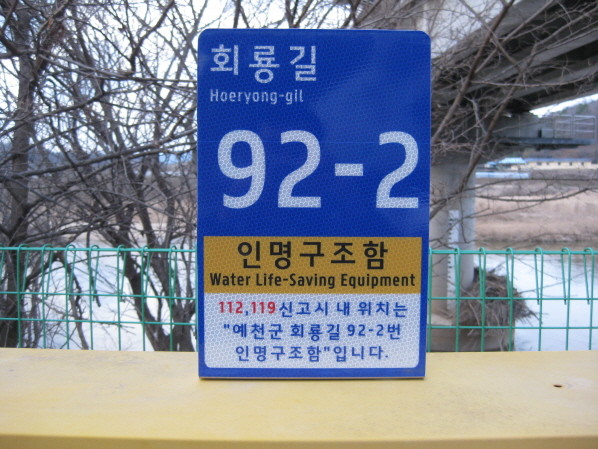 회룡길
Hoeryong-gil
92-2
인명구조함
Water Life-Saving Equipment
112,119신고시 내 위치는
"예천군 회룡길 92-2번
인명구조함"입니다.